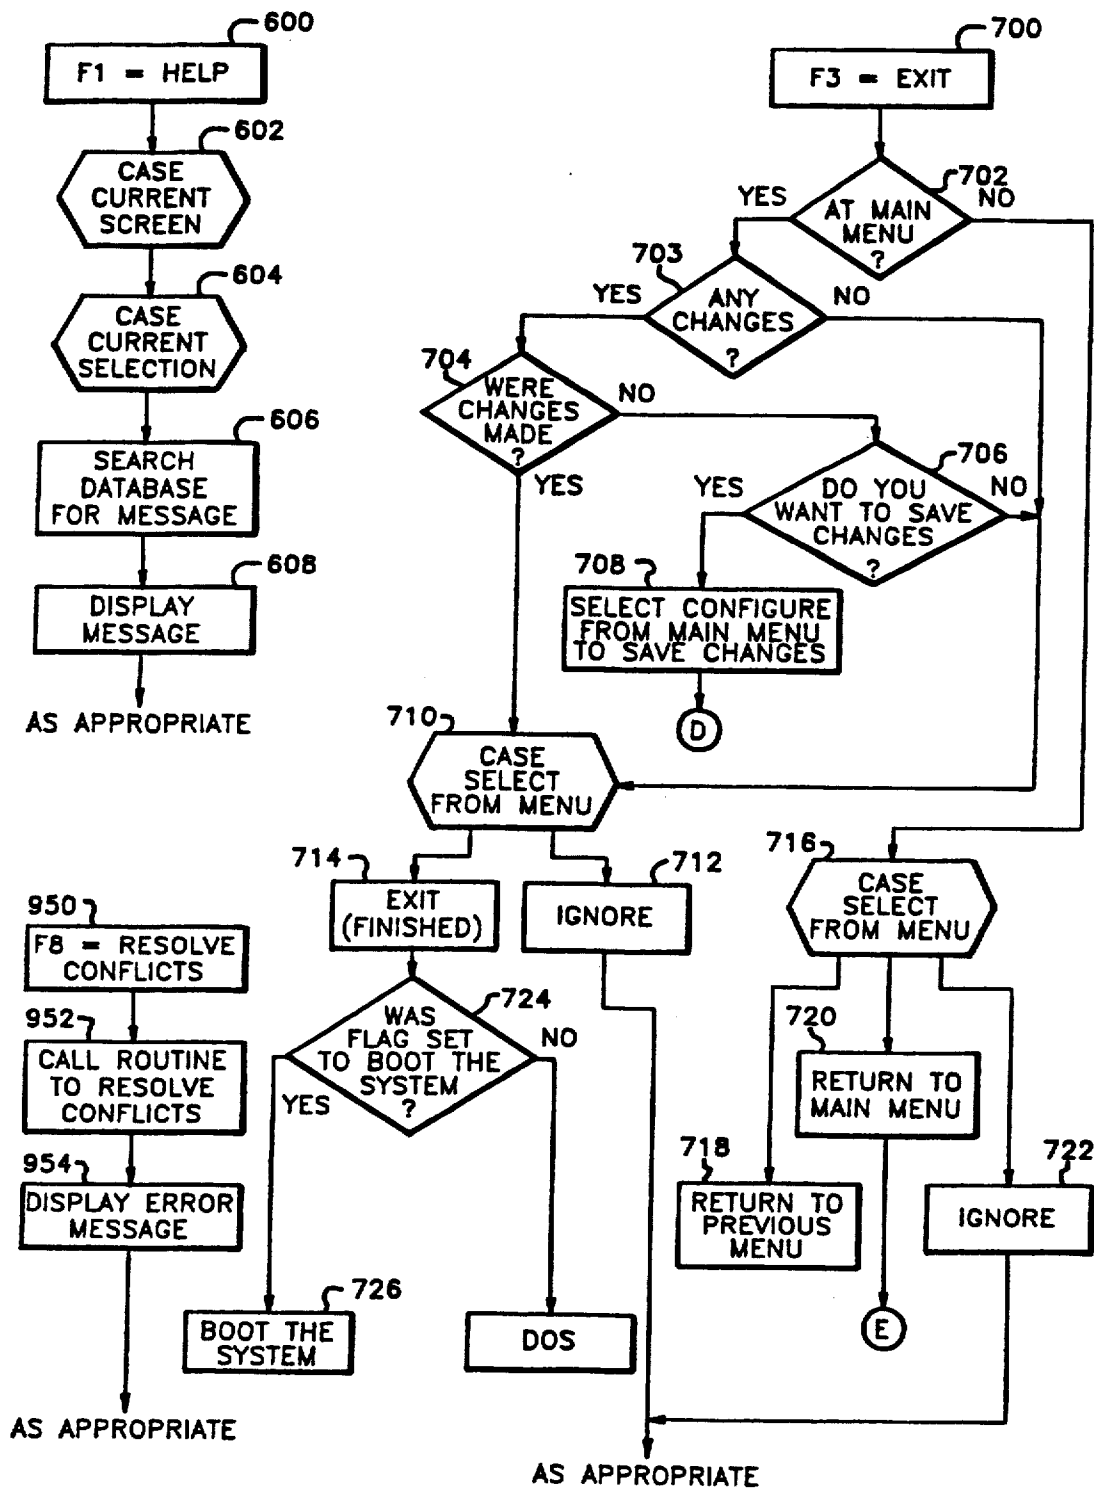 600
F1 = HELP
602
CASE
CURRENT
SCREEN
604
CASE
CURRENT
SELECTION
606
SEARCH
DATABASE
FOR MESSAGE
608
DISPLAY
MESSAGE
AS APPROPRIATE
700
F3 = EXIT
702
AT MAIN
MENU
?
YES
NO
703
ANY
CHANGES
?
YES
NO
704
WERE
CHANGES
MADE
?
NO
YES
706
DO YOU
WANT TO SAVE
CHANGES
?
YES
NO
708
SELECT CONFIGURE
FROM MAIN MENU
TO SAVE CHANGES
D
710
CASE
SELECT
FROM MENU
714
EXIT
(FINISHED)
712
IGNORE
724
WAS
FLAG SET
TO BOOT THE
SYSTEM
?
YES
NO
726
BOOT THE
SYSTEM
DOS
716
CASE
SELECT
FROM MENU
720
RETURN TO
MAIN MENU
718
RETURN TO
PREVIOUS
MENU
722
IGNORE
E
AS APPROPRIATE
950
F8 = RESOLVE
CONFLICTS
952
CALL ROUTINE
TO RESOLVE
CONFLICTS
954
DISPLAY ERROR
MESSAGE
AS APPROPRIATE